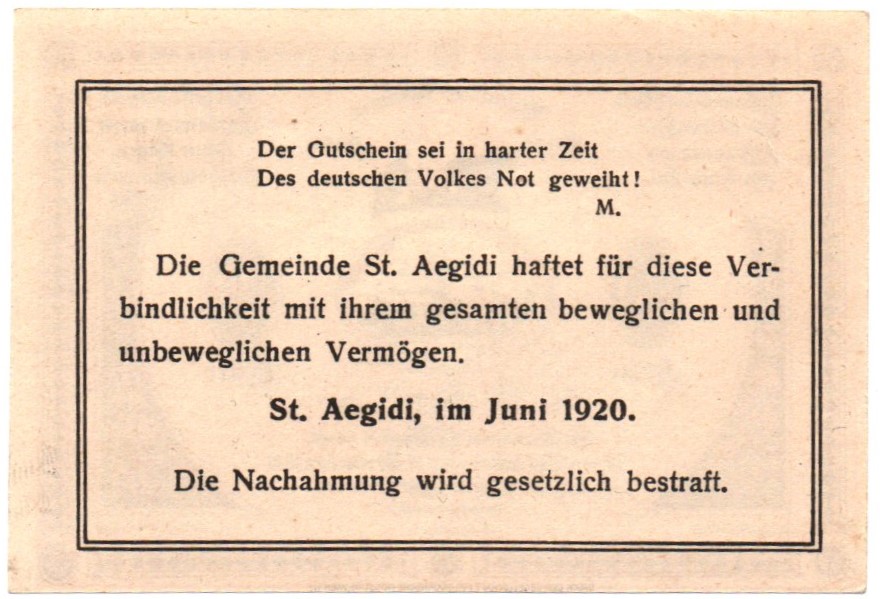 Der Gutschein sei in harter Zeit
Des deutschen Volkes Not geweiht!
M.
Die Gemeinde St. Aegidi haftet für diese Ver-
bindlichkeit mit ihrem gesamten beweglichen und
unbeweglichen Vermögen.
St. Aegidi, im Juni 1920.
Die Nachahmung wird gesetzlich bestraft.